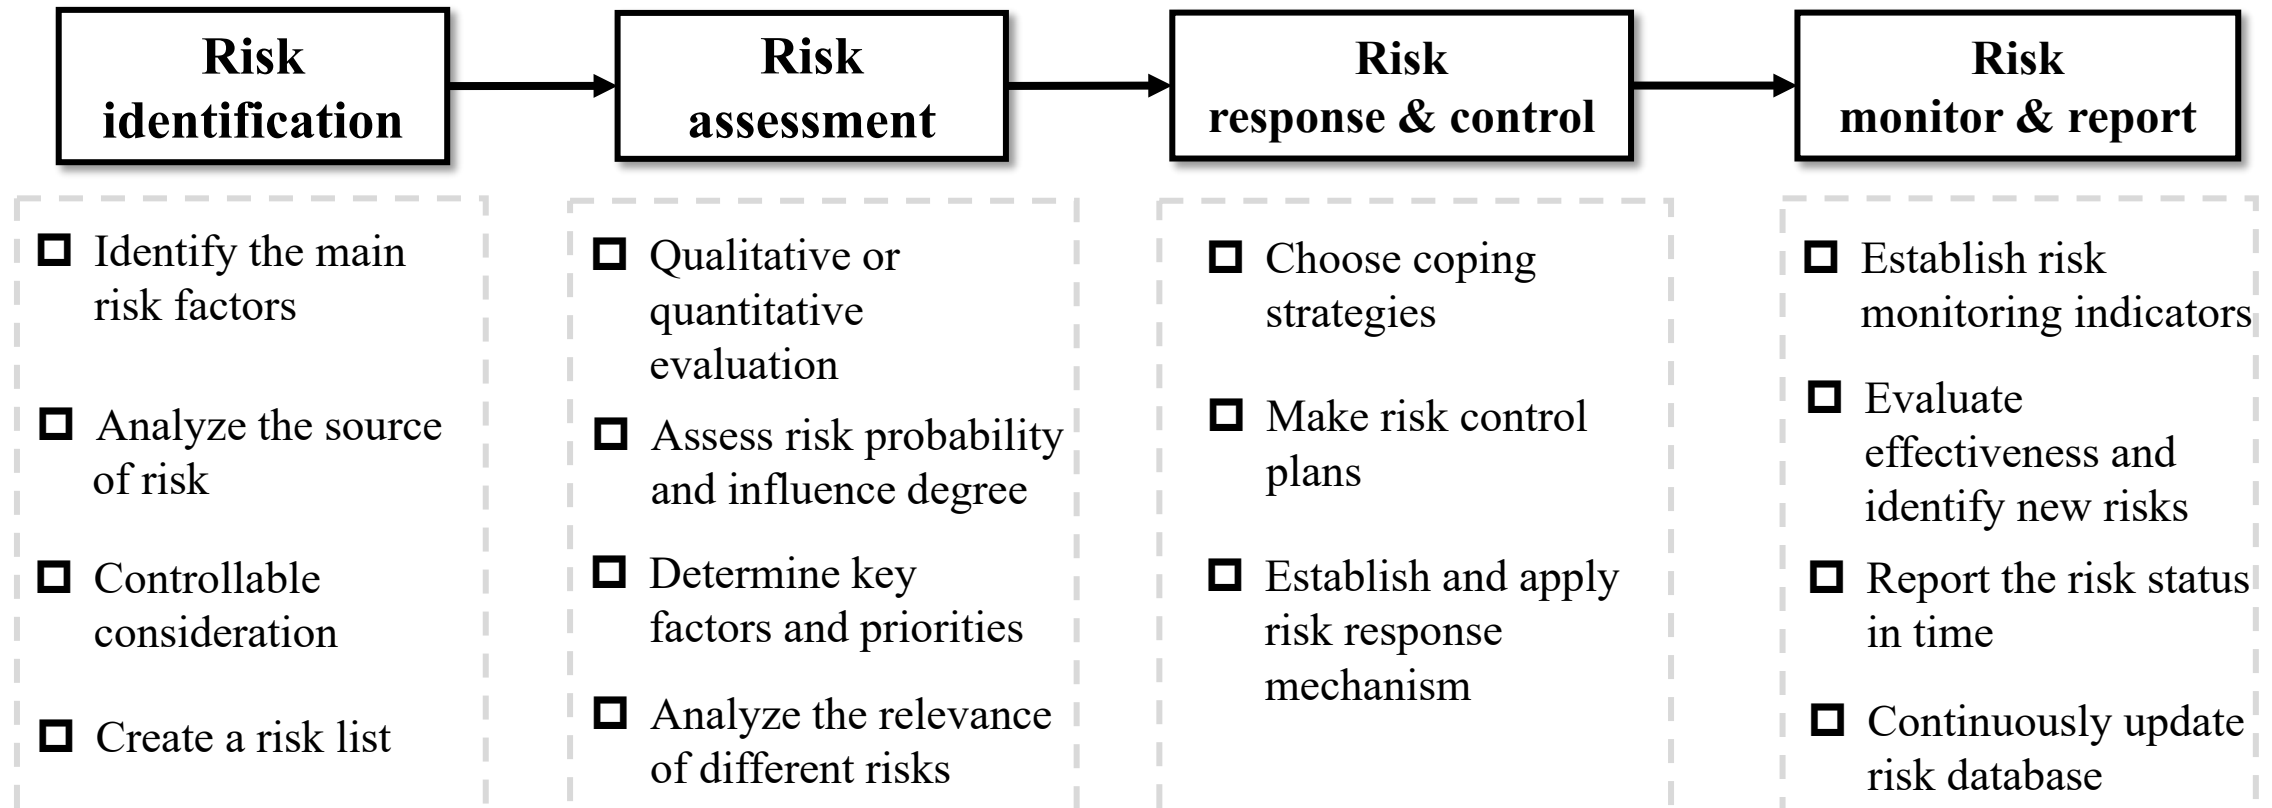 Risk
identification
Risk
assessment
Risk
response & control
Risk
monitor & report
Identify the main
risk factors
Analyze the source
of risk
Controllable
consideration
Create a risk list
Qualitative or
quantitative
evaluation
Assess risk probability
and influence degree
Determine key
factors and priorities
Analyze the relevance
of different risks
Choose coping
strategies
Make risk control
plans
Establish and apply
risk response
mechanism
Establish risk
monitoring indicators
Evaluate
effectiveness and
identify new risks
Report the risk status
in time
Continuously update
risk database